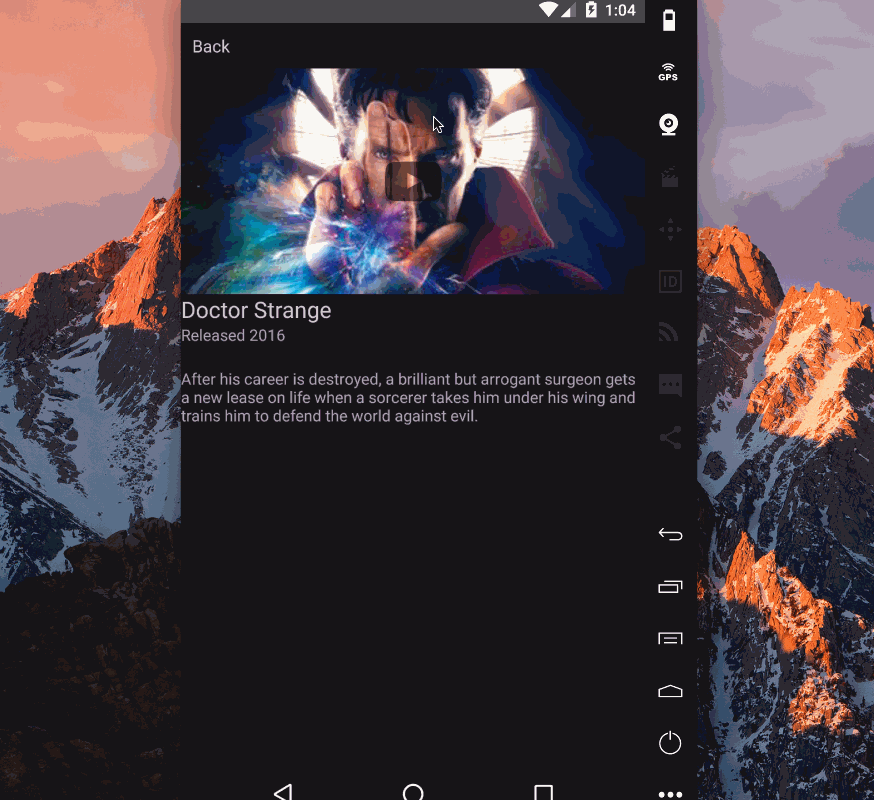 1:04
Back
GPS
ID
Doctor Strange
Released 2016
After his career is destroyed, a brilliant but arrogant surgeon gets
a new lease on life when a sorcerer takes him under his wing and
trains him to defend the world against evil.